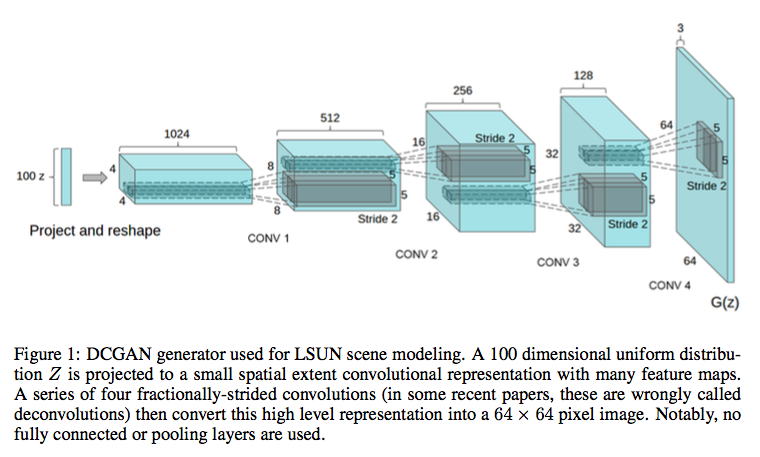 3
128
256
64
5
512
16
Stride 2
1024
5
32
5
5
4
8
5
Stride 2
100 z
5
4
5
5
8
16
Stride 2
32
Stride 2
Project and reshape
CONV 1
CONV 2
CONV 3
64
CONV 4
G(z)
Figure 1: DCGAN generator used for LSUN scene modeling. A 100 dimensional uniform distribu-
tion Z is projected to a small spatial extent convolutional representation with many feature maps.
A series of four fractionally-strided convolutions (in some recent papers, these are wrongly called
deconvolutions) then convert this high level representation into a 64 × 64 pixel image. Notably, no
fully connected or pooling layers are used.